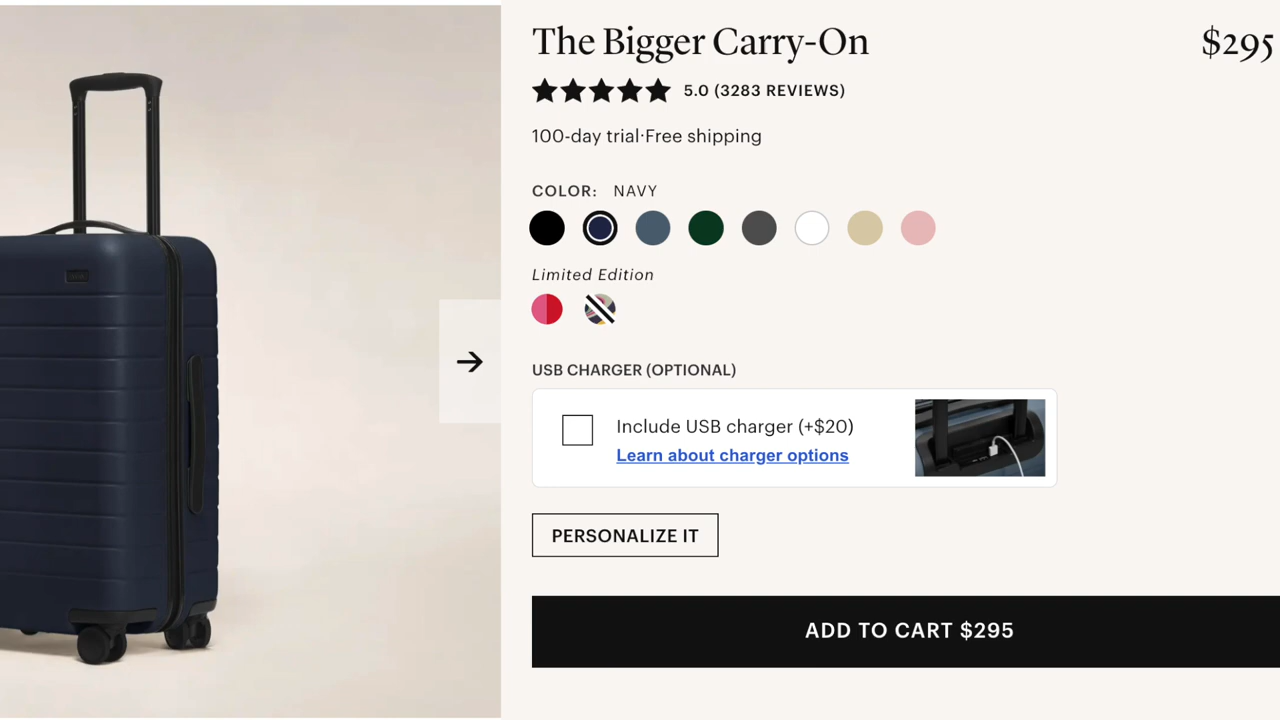 The Bigger Carry-On $295
5.0 (3283 REVIEWS)
100-day trial·Free shipping
COLOR: NAVY
Limited Edition
USB CHARGER (OPTIONAL)
Include USB charger (+$20)
Learn about charger options
PERSONALIZE IT
ADD TO CART $295